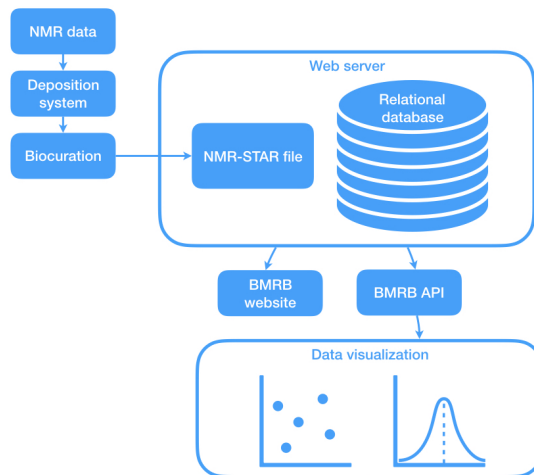 NMR data
Deposition
system
Biocuration
Web server
NMR-STAR file
Relational
database
BMRB
website
BMRB API
Data visualization